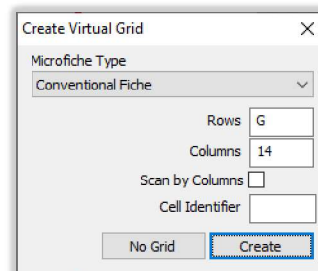 Create Virtual Grid
Microfiche Type
Conventional Fiche
Rows G
Columns 14
Scan by Columns
Cell Identifier
No Grid Create